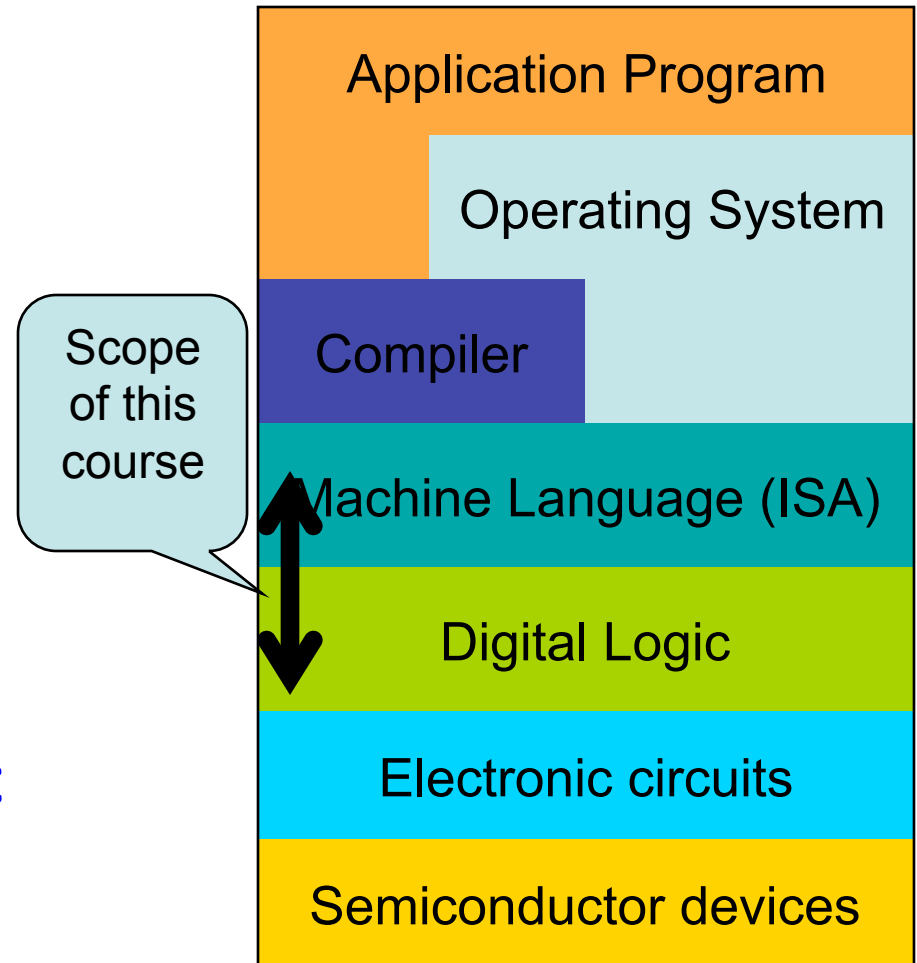 Application Program
Operating System
Scope
of this
course
Compiler
Machine Language (ISA)
Digital Logic
:
Electronic circuits
Semiconductor devices